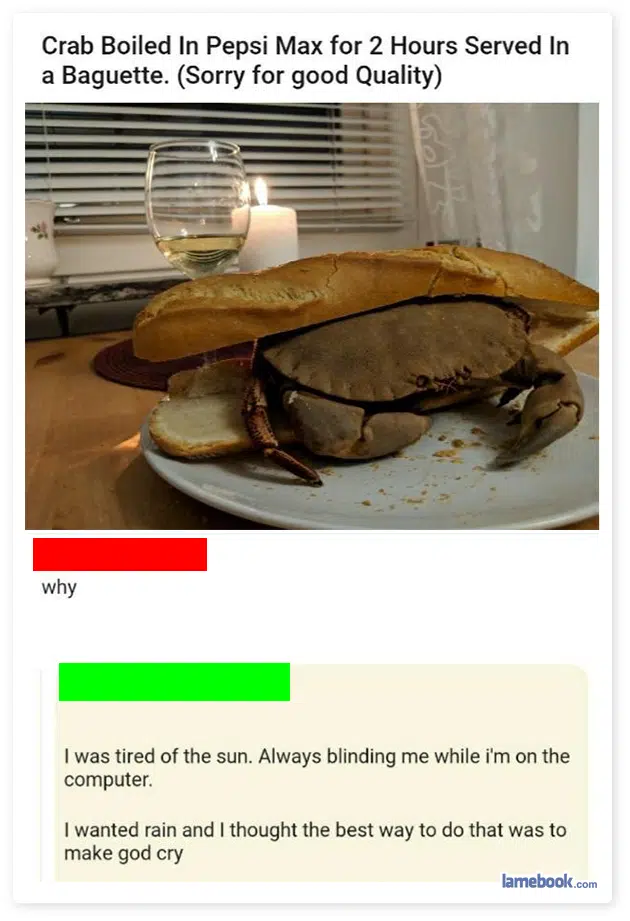 Crab Boiled In Pepsi Max for 2 Hours Served In
a Baguette. (Sorry for good Quality)
why
I was tired of the sun. Always blinding me while i'm on the
computer.
I wanted rain and I thought the best way to do that was to
make god cry
lamebook.com